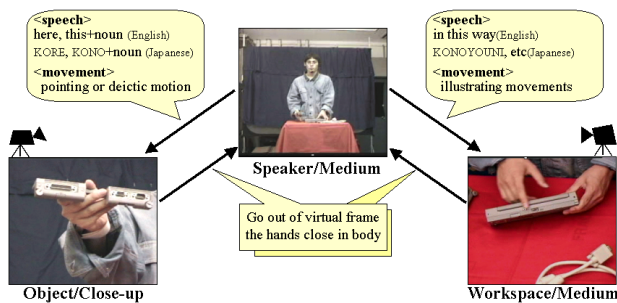 <speech>
here, this+noun (English)
KORE, KONO+noun (Japanese)
<movement>
pointing or deictic motion
<speech>
in this way(English)
KONOYOUNI, etc(Japanese)
<movement>
illustrating movements
Speaker/Medium
Go out of virtual frame
the hands close in body
Object/Close-up
Workspace/Medium